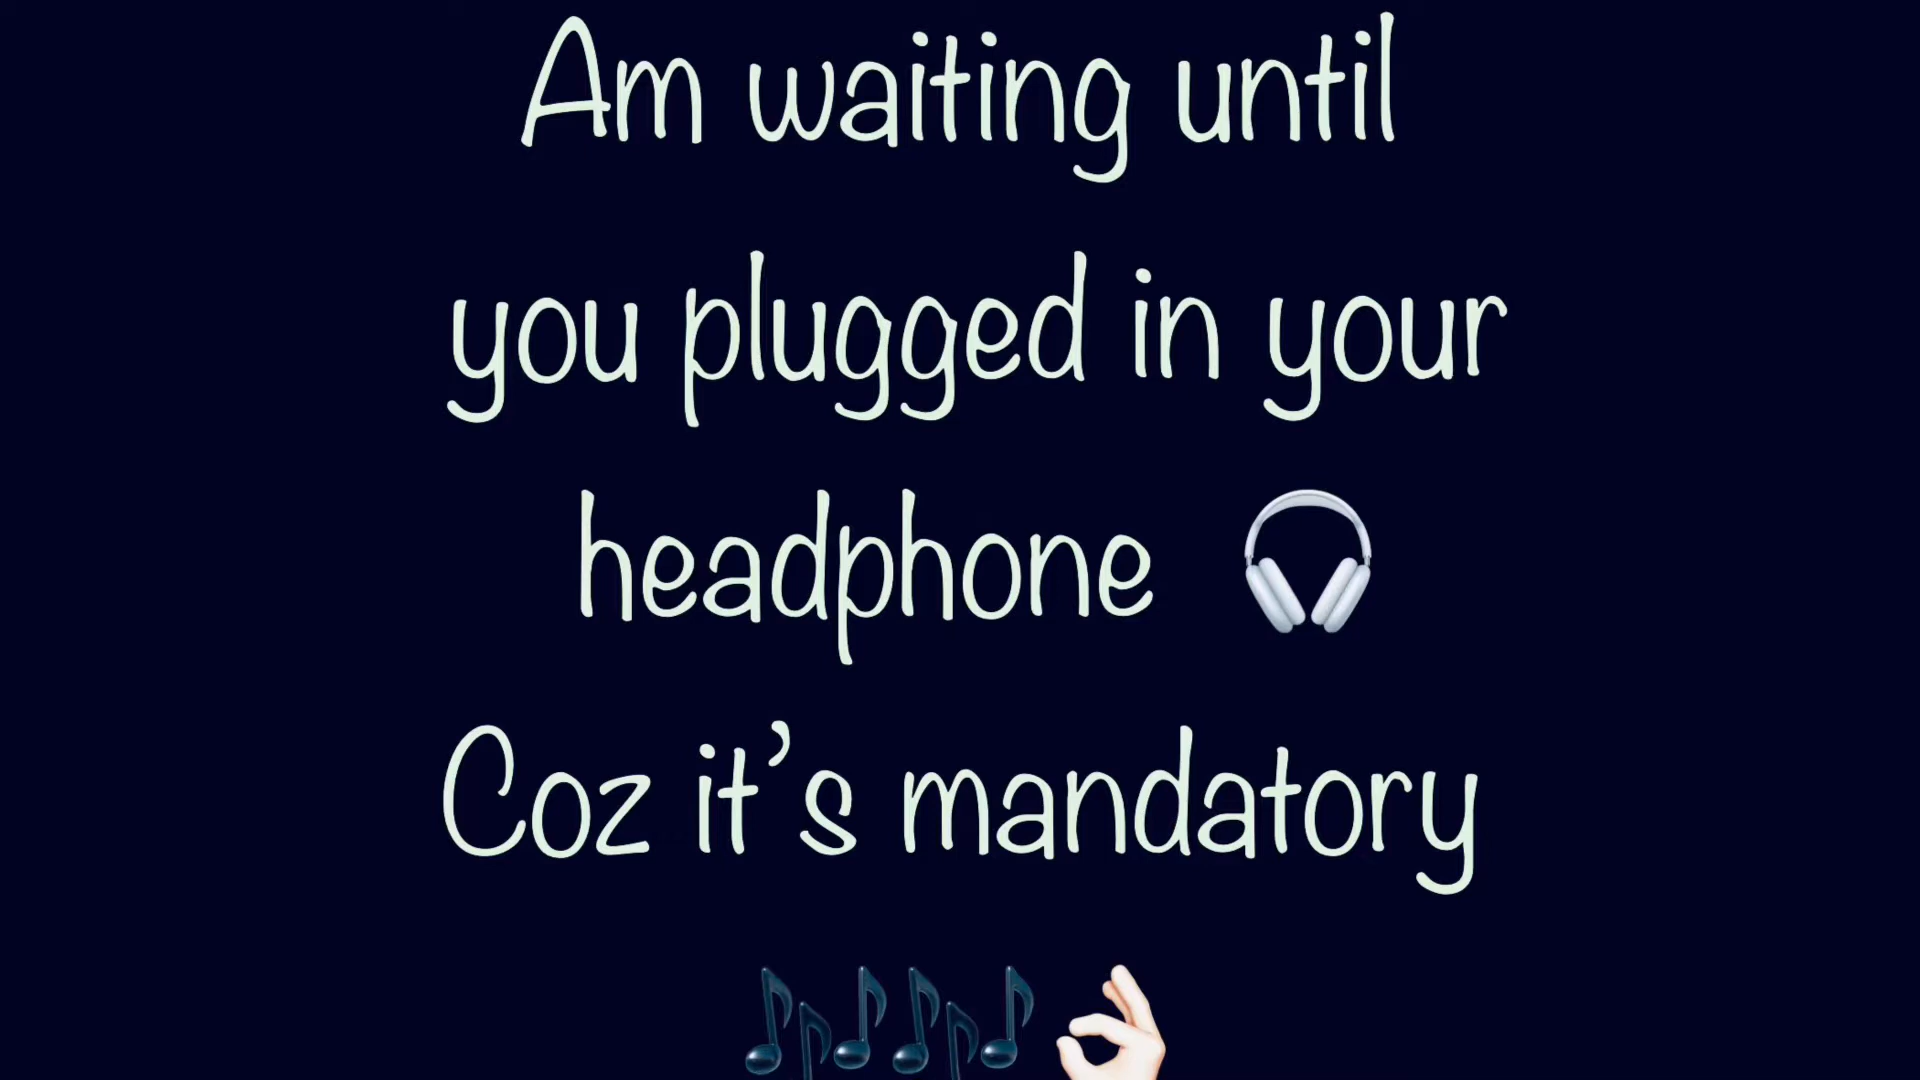 Am waiting until
you plugged in your
headphone 🎧
Coz it’s mandatory
🎶🎶👌🏻